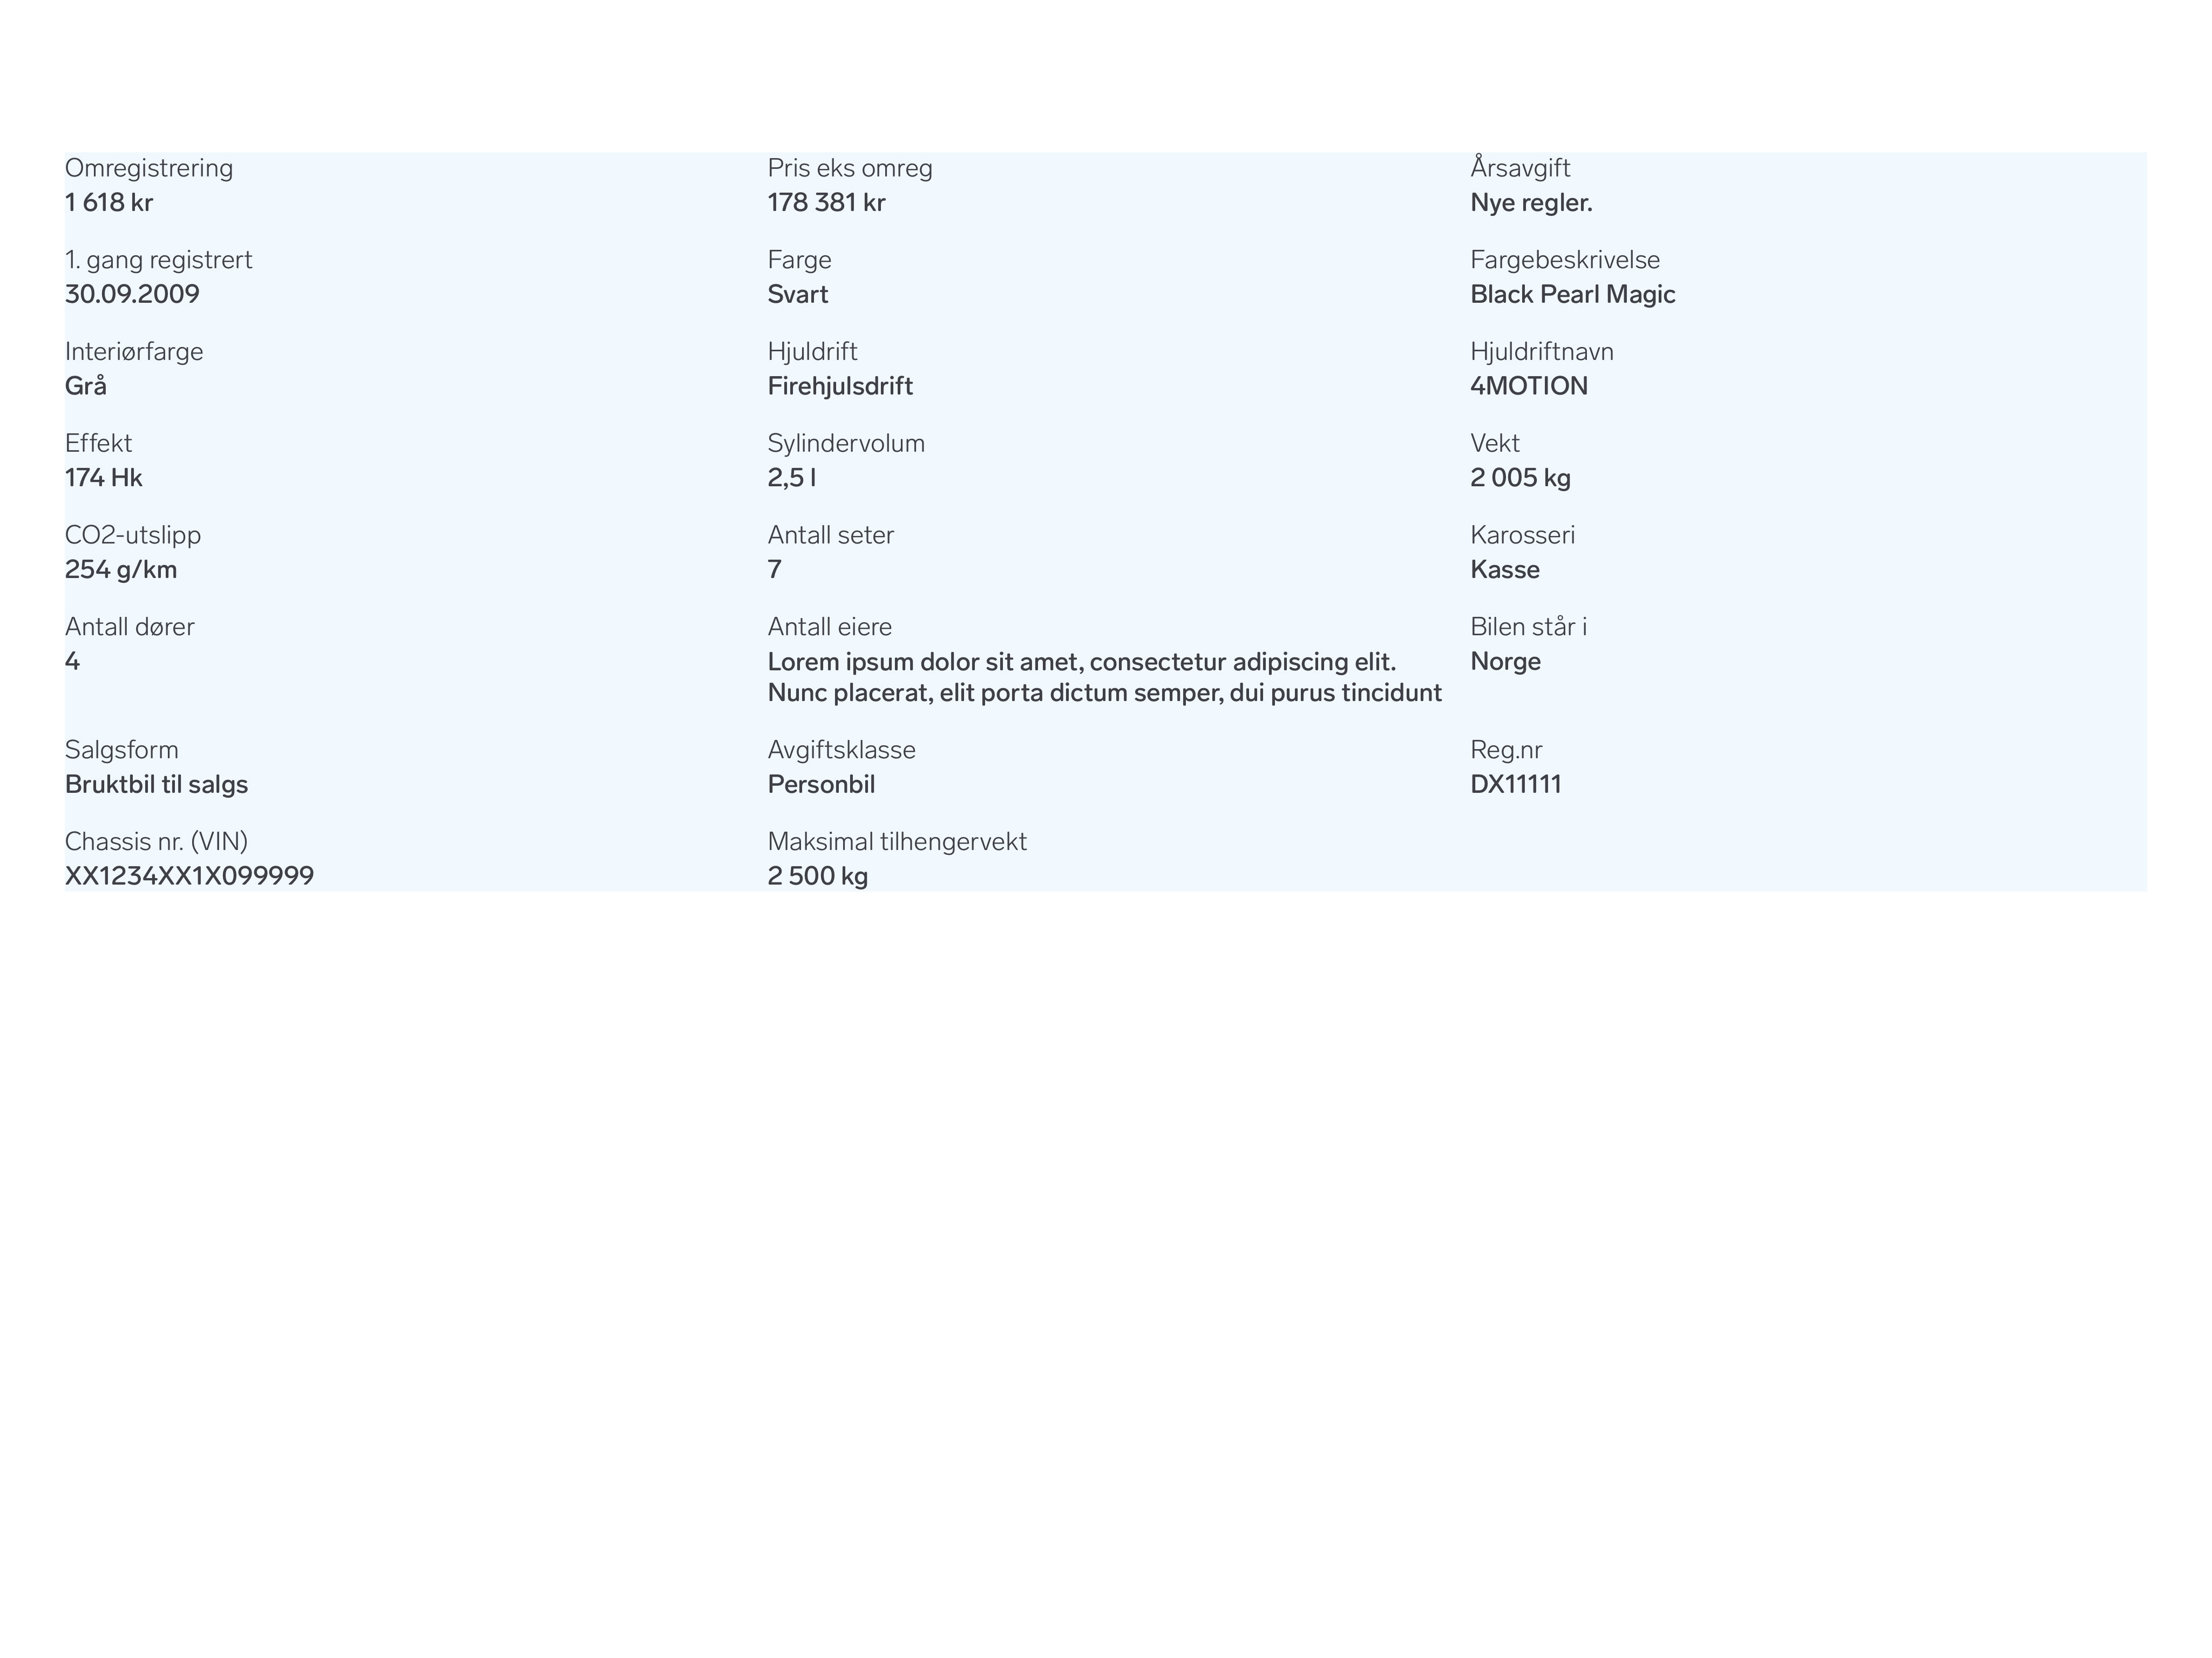 Omregistrering
1 618 kr
Pris eks omreg
178 381 kr
Årsavgift
Nye regler.
1. gang registrert
30.09.2009
Farge
Svart
Fargebeskrivelse
Black Pearl Magic
Interiørfarge
Grå
Hjuldrift
Firehjulsdrift
Hjuldriftnavn
4MOTION
Effekt
174 Hk
Sylindervolum
2,5 l
Vekt
2 005 kg
CO2-utslipp
254 g/km
Antall seter
7
Karosseri
Kasse
Antall dører
4
Antall eiere
Lorem ipsum dolor sit amet, consectetur adipiscing elit.
Nunc placerat, elit porta dictum semper, dui purus tincidunt
Bilen står i
Norge
Salgsform
Bruktbil til salgs
Avgiftsklasse
Personbil
Reg.nr
DX11111
Chassis nr. (VIN)
XX1234XX1X099999
Maksimal tilhengervekt
2 500 kg